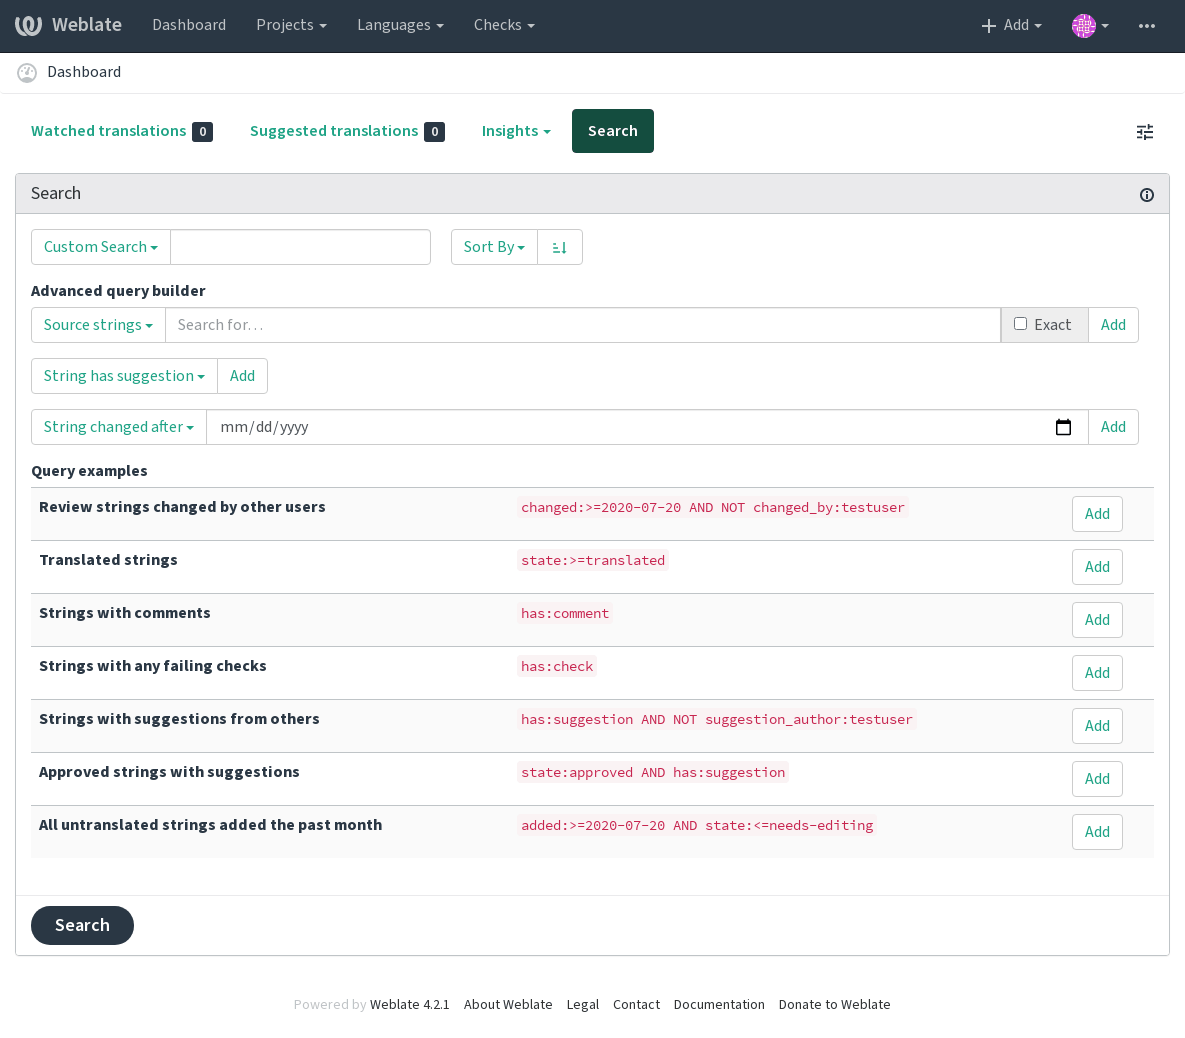 Weblate Dashboard Projects Languages Checks Add
Dashboard
Watched translations 0 Suggested translations 0 Insights Search
Search
Custom Search Sort By
Advanced query builder
Source strings Search for… Exact Add
String has suggestion Add
String changed after mm/dd/yyyy Add
Query examples
Review strings changed by other users changed:>=2020-07-20 AND NOT changed_by:testuser Add
Translated strings state:>=translated Add
Strings with comments has:comment Add
Strings with any failing checks has:check Add
Strings with suggestions from others has:suggestion AND NOT suggestion_author:testuser Add
Approved strings with suggestions state:approved AND has:suggestion Add
All untranslated strings added the past month added:>=2020-07-20 AND state:<=needs-editing Add
Search
Powered by Weblate 4.2.1 About Weblate Legal Contact Documentation Donate to Weblate